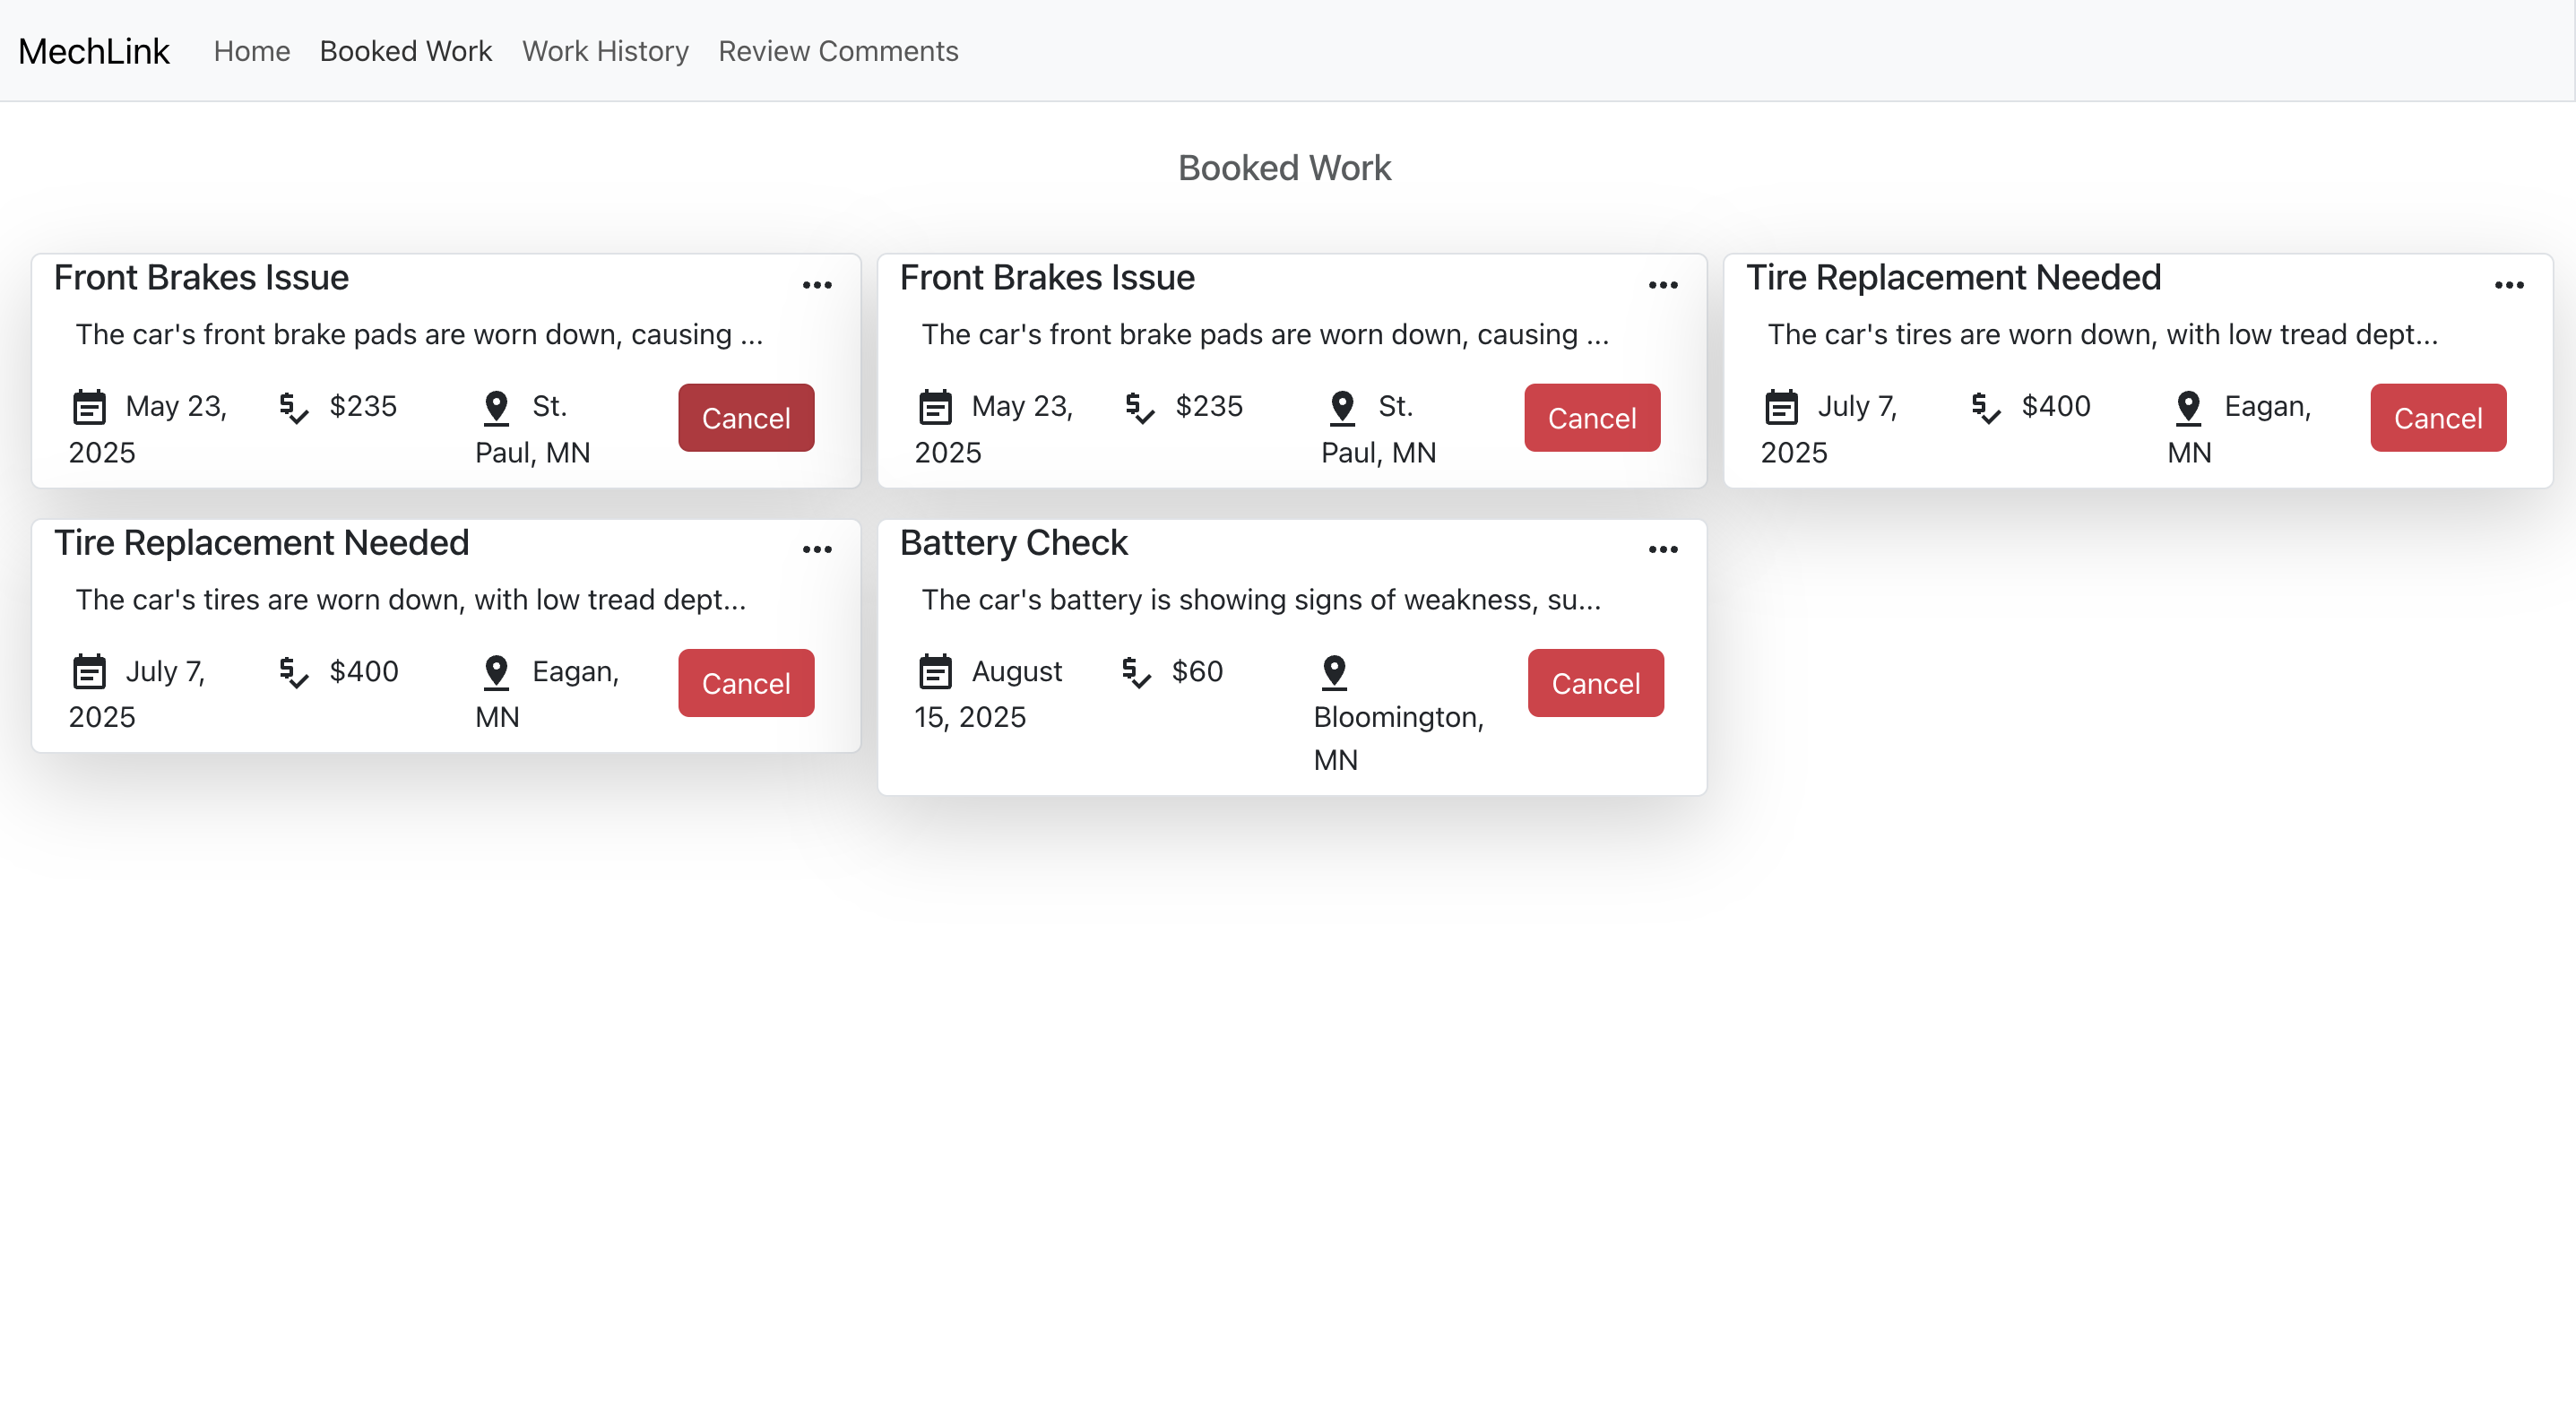 MechLink Home Booked Work Work History Review Comments
Booked Work
Front Brakes Issue
The car's front brake pads are worn down, causing ...
May 23, $235 St. Cancel
2025 Paul, MN
Front Brakes Issue
The car's front brake pads are worn down, causing ...
May 23, $235 St. Cancel
2025 Paul, MN
Tire Replacement Needed
The car's tires are worn down, with low tread dept...
July 7, $400 Eagan, Cancel
2025 MN
Tire Replacement Needed
The car's tires are worn down, with low tread dept...
July 7, $400 Eagan, Cancel
2025 MN
Battery Check
The car's battery is showing signs of weakness, su...
August $60 Cancel
15, 2025 Bloomington,
MN